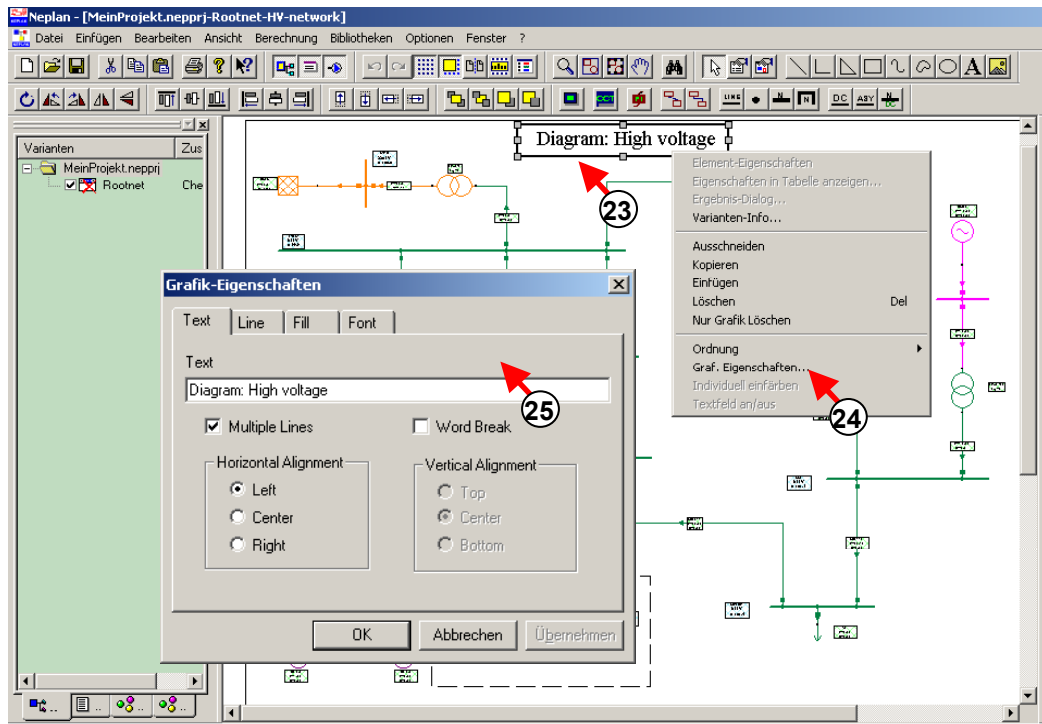 Neplan - [MeinProjekt.nepprj-Rootnet-HV-network]
Datei Einfügen Bearbeiten Ansicht Berechnung Bibliotheken Optionen Fenster ?
A
LINE N N DC ASY N DC
Varianten Zus
MeinProjekt.nepprj
Rootnet Che
Diagram: High voltage
23
Element-Eigenschaften
Eigenschaften in Tabelle anzeigen...
Ergebnis-Dialog...
Varianten-Info...
Ausschneiden
Kopieren
Einfügen
Löschen Del
Nur Grafik Löschen
Ordnung
Graf. Eigenschaften...
Individuell einfärben
Textfeld an/aus
24
Grafik-Eigenschaften
Text Line Fill Font
Text
Diagram: High voltage
25
Multiple Lines Word Break
Horizontal Alignment Vertical Alignment
Left Top
Center Center
Right Bottom
OK Abbrechen Übernehmen